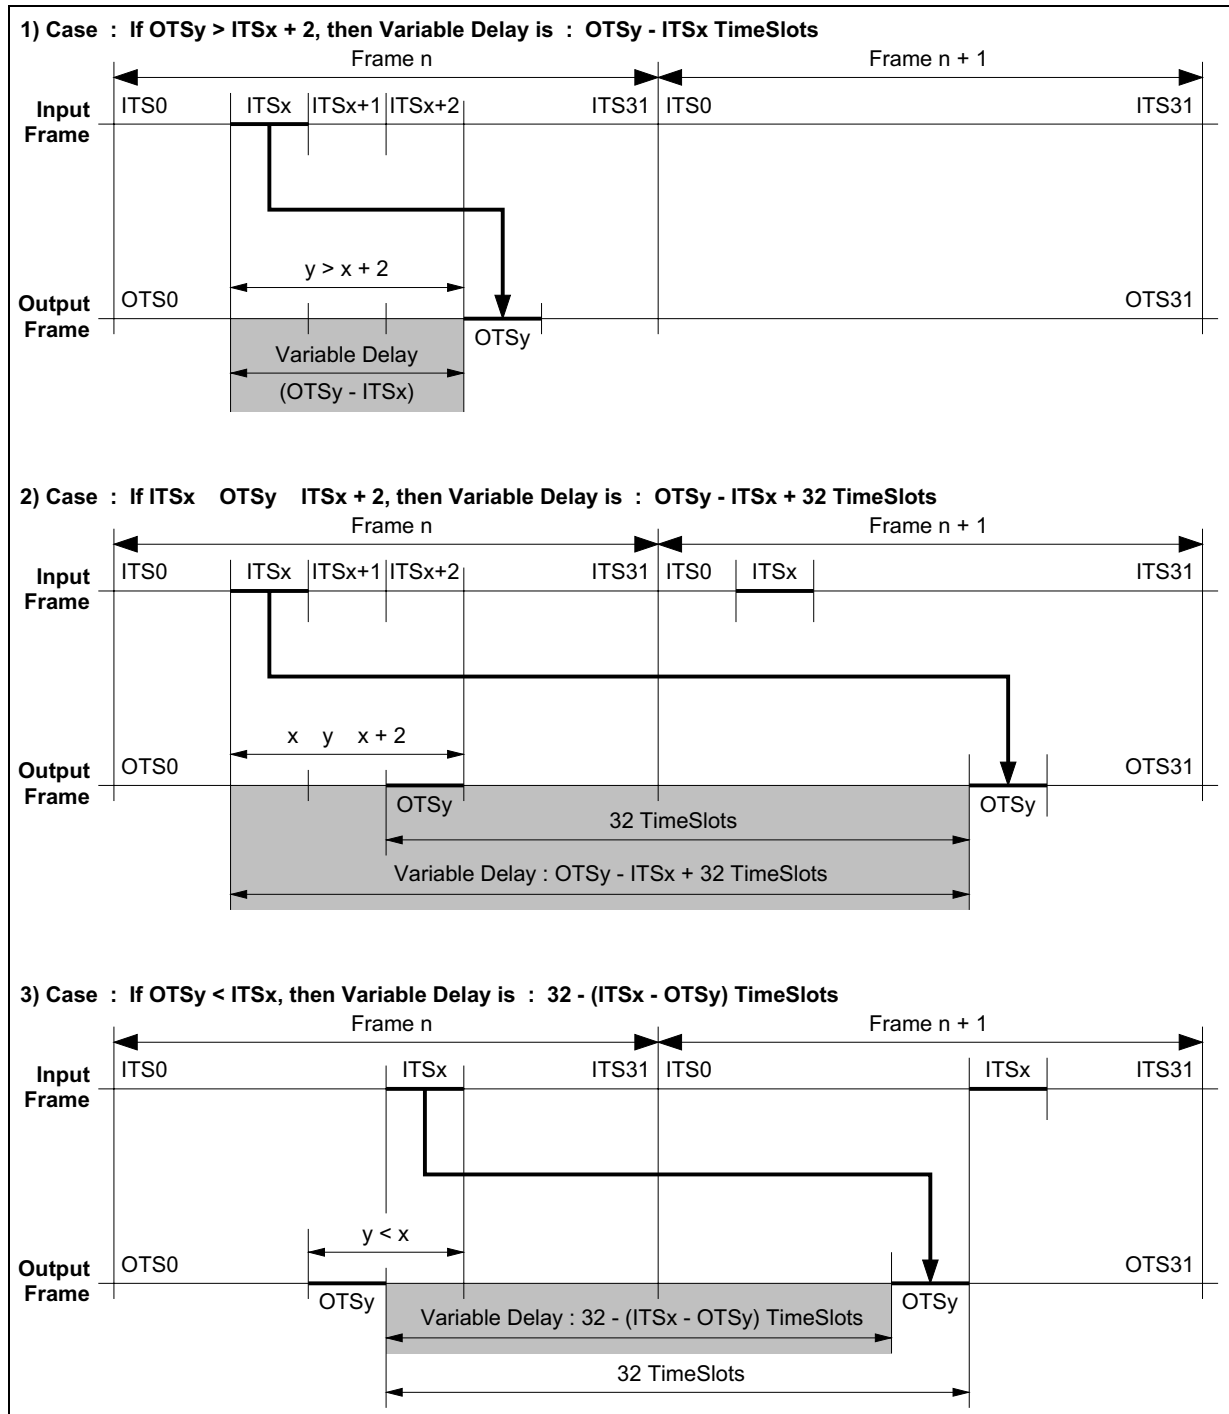 1) Case : If OTSy > ITSx + 2, then Variable Delay is : OTSy - ITSx TimeSlots
Frame n
Frame n + 1
Input Frame
ITS0
ITSx
ITSx+1
ITSx+2
ITS31
ITS0
ITS31
y > x + 2
Output Frame
OTS0
OTSy
OTS31
Variable Delay
(OTSy - ITSx)
2) Case : If ITSx OTSy ITSx + 2, then Variable Delay is : OTSy - ITSx + 32 TimeSlots
Frame n
Frame n + 1
Input Frame
ITS0
ITSx
ITSx+1
ITSx+2
ITS31
ITS0
ITSx
ITS31
x y x + 2
Output Frame
OTS0
OTS31
OTSy
OTSy
32 TimeSlots
Variable Delay : OTSy - ITSx + 32 TimeSlots
3) Case : If OTSy < ITSx, then Variable Delay is : 32 - (ITSx - OTSy) TimeSlots
Frame n
Frame n + 1
Input Frame
ITS0
ITSx
ITS31
ITS0
ITSx
ITS31
y < x
Output Frame
OTS0
OTS31
OTSy
OTSy
Variable Delay : 32 - (ITSx - OTSy) TimeSlots
32 TimeSlots